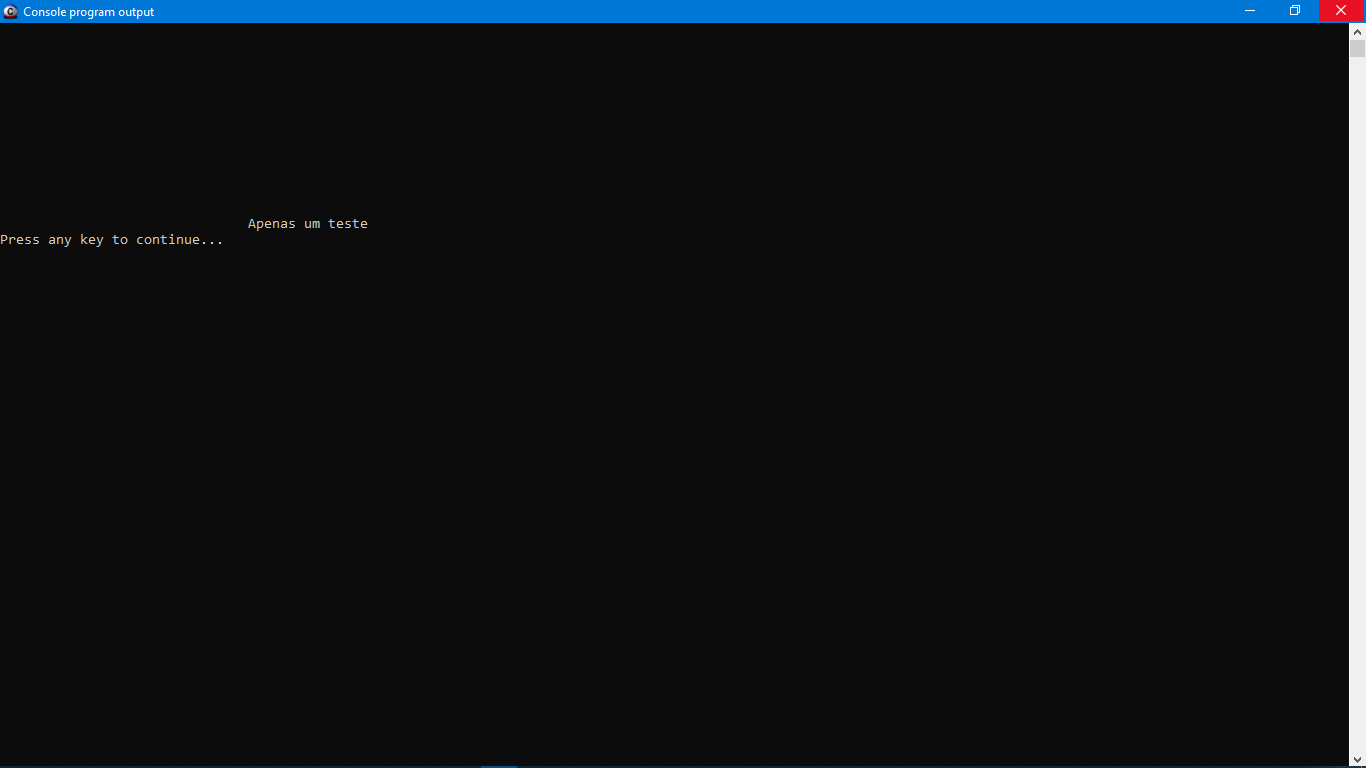 Console program output
Apenas um teste
Press any key to continue...